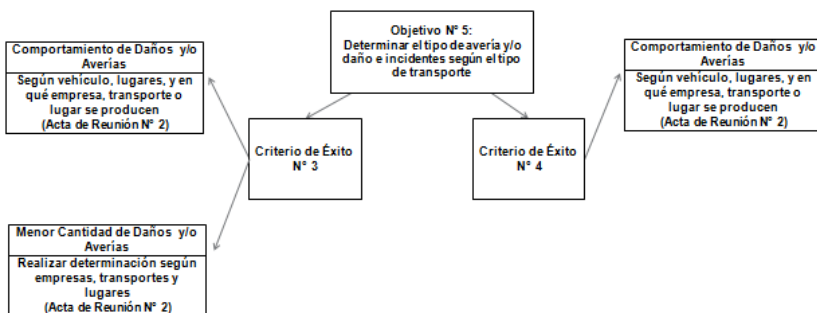 Objetivo N° 5:
Determinar el tipo de avería y/o
daño e incidentes según el tipo
de transporte
Comportamiento de Daños y/o
Averías
Según vehículo, lugares, y en
qué empresa, transporte o
lugar se producen
(Acta de Reunión N° 2)
Comportamiento de Daños y/o
Averías
Según vehículo, lugares, y en
qué empresa, transporte o
lugar se producen
(Acta de Reunión N° 2)
Criterio de Éxito
N° 3
Criterio de Éxito
N° 4
Menor Cantidad de Daños y/o
Averías
Realizar determinación según
empresas, transportes y
lugares
(Acta de Reunión N° 2)